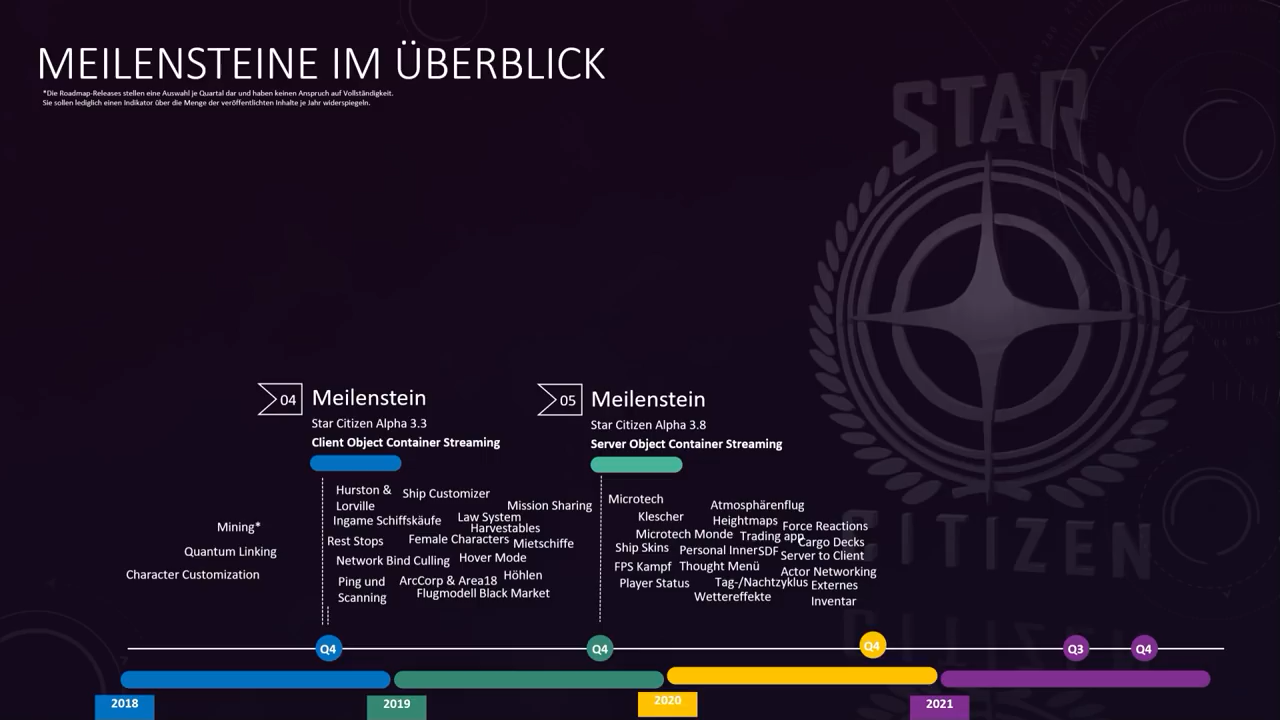 MEILENSTEINE IM ÜBERBLICK
*Die Roadmap-Releases stellen eine Auswahl je Quartal dar und haben keinen Anspruch auf Vollständigkeit.
Sie sollen lediglich einen Indikator über die Menge der veröffentlichten Inhalte je Jahr widerspiegeln.
STAR
CITIZEN
04
Meilenstein
Star Citizen Alpha 3.3
Client Object Container Streaming
05
Meilenstein
Star Citizen Alpha 3.8
Server Object Container Streaming
Mining*
Quantum Linking
Character Customization
Hurston &
Lorville
Ship Customizer
Mission Sharing
Ingame Schiffskäufe
Law System
Harvestables
Rest Stops
Female Characters
Mietschiffe
Network Bind Culling
Hover Mode
Ping und
Scanning
ArcCorp & Area18
Höhlen
Flugmodell
Black Market
Microtech
Atmosphärenflug
Klescher
Heightmaps
Force Reactions
Microtech Monde
Trading app
Cargo Decks
Ship Skins
Personal Inner
SDF
Server to Client
Actor Networking
FPS Kampf
Thought Menü
Player Status
Tag-/Nachtzyklus
Externes
Inventar
Wettereffekte
Q4
Q4
Q4
Q3
Q4
2018
2019
2020
2021